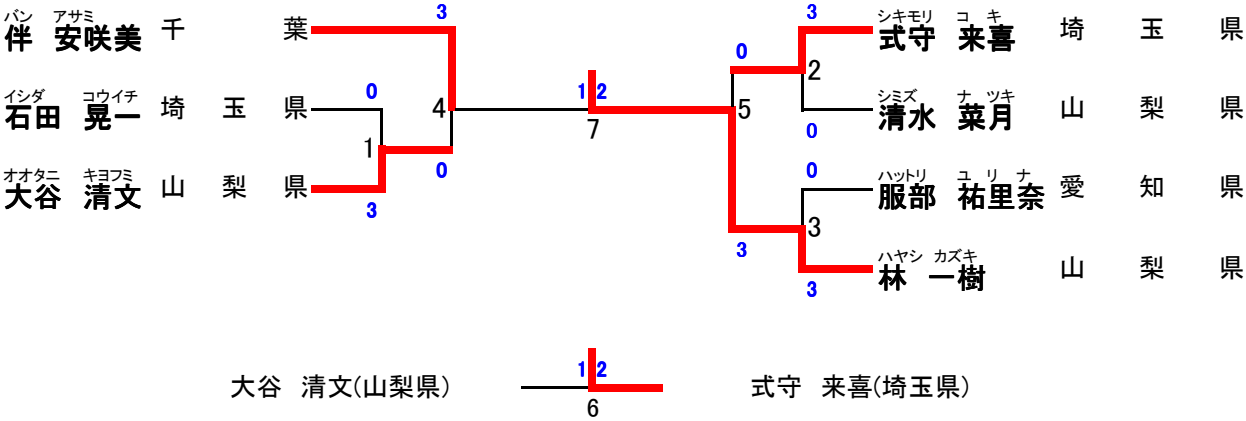 バン アサミ
伴 安咲美 千 葉
3
イシダ コウイチ
石田 晃一 埼 玉 県
0
4
1
0
オオタニ キヨフミ
大谷 清文 山 梨 県
3
1 2
7
3
シキモリ コ キ
式守 来喜 埼 玉 県
0
2
シミズ ナ ツキ
清水 菜月 山 梨 県
5
0
0
ハットリ ユ リ ナ
服部 祐里奈 愛 知 県
3
3
ハヤシ カズキ
林 一樹 山 梨 県
3
大谷 清文(山梨県) 1 2 式守 来喜(埼玉県)
6